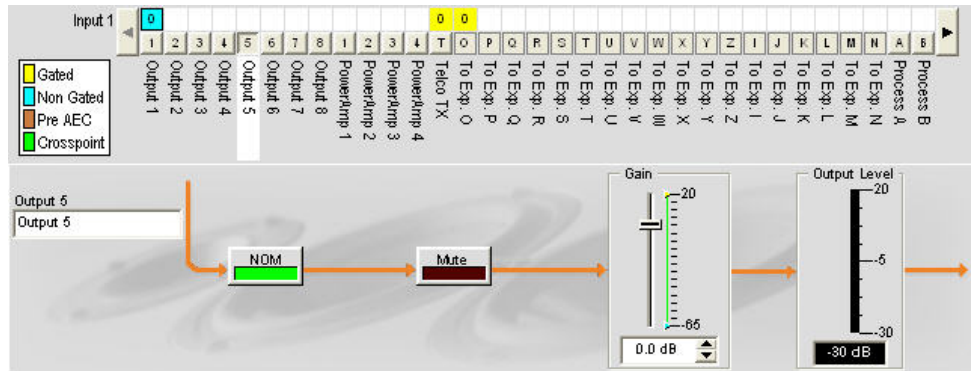 Input 1 0 0 0
1 2 3 4 5 6 7 8 1 2 3 4 T O P Q R S T U V W X Y Z I J K L M N A B
Output 1
Output 2
Output 3
Output 4
Output 5
Output 6
Output 7
Output 8
PowerAmp 1
PowerAmp 2
PowerAmp 3
PowerAmp 4
Telco TX
To Exp. O
To Exp. P
To Exp. Q
To Exp. R
To Exp. S
To Exp. T
To Exp. U
To Exp. V
To Exp. W
To Exp. X
To Exp. Y
To Exp. Z
To Exp. I
To Exp. J
To Exp. K
To Exp. L
To Exp. M
To Exp. N
Process A
Process B
Gated
Non Gated
Pre AEC
Crosspoint
Output 5
Output 5
NOM
Mute
Gain
20
-65
0.0 dB
Output Level
20
-5
-30
-30 dB